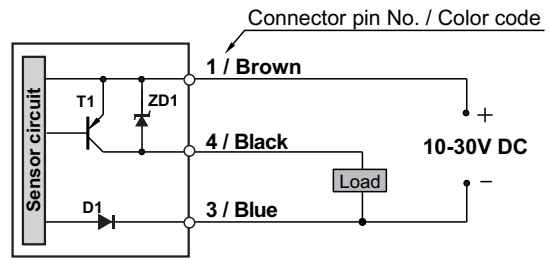 Connector pin No. / Color code
1 / Brown
T1
ZD1
+
Sensor circuit
4 / Black
10-30V DC
Load
−
D1
3 / Blue